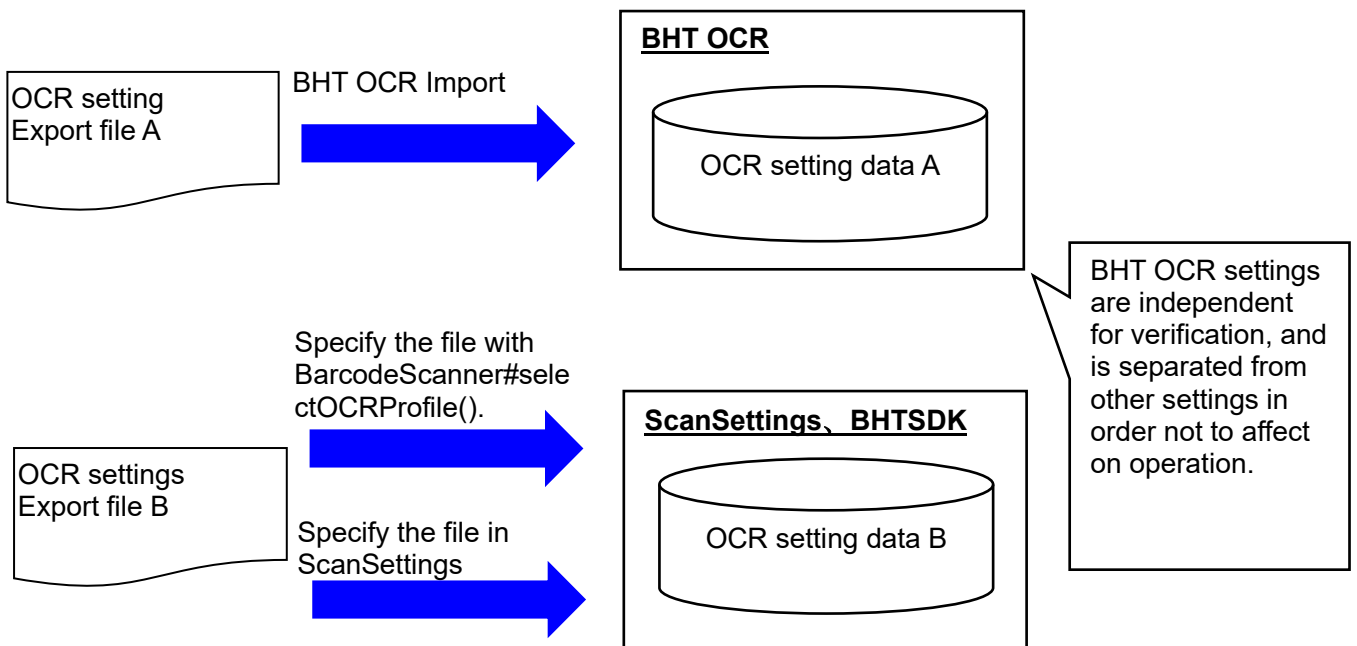 BHT OCR
OCR setting
Export file A
BHT OCR Import
OCR setting data A
BHT OCR settings
are independent
for verification, and
is separated from
other settings in
order not to affect
on operation.
Specify the file with
BarcodeScanner#sele
ctOCRProfile().
ScanSettings、BHTSDK
OCR settings
Export file B
Specify the file in
ScanSettings
OCR setting data B